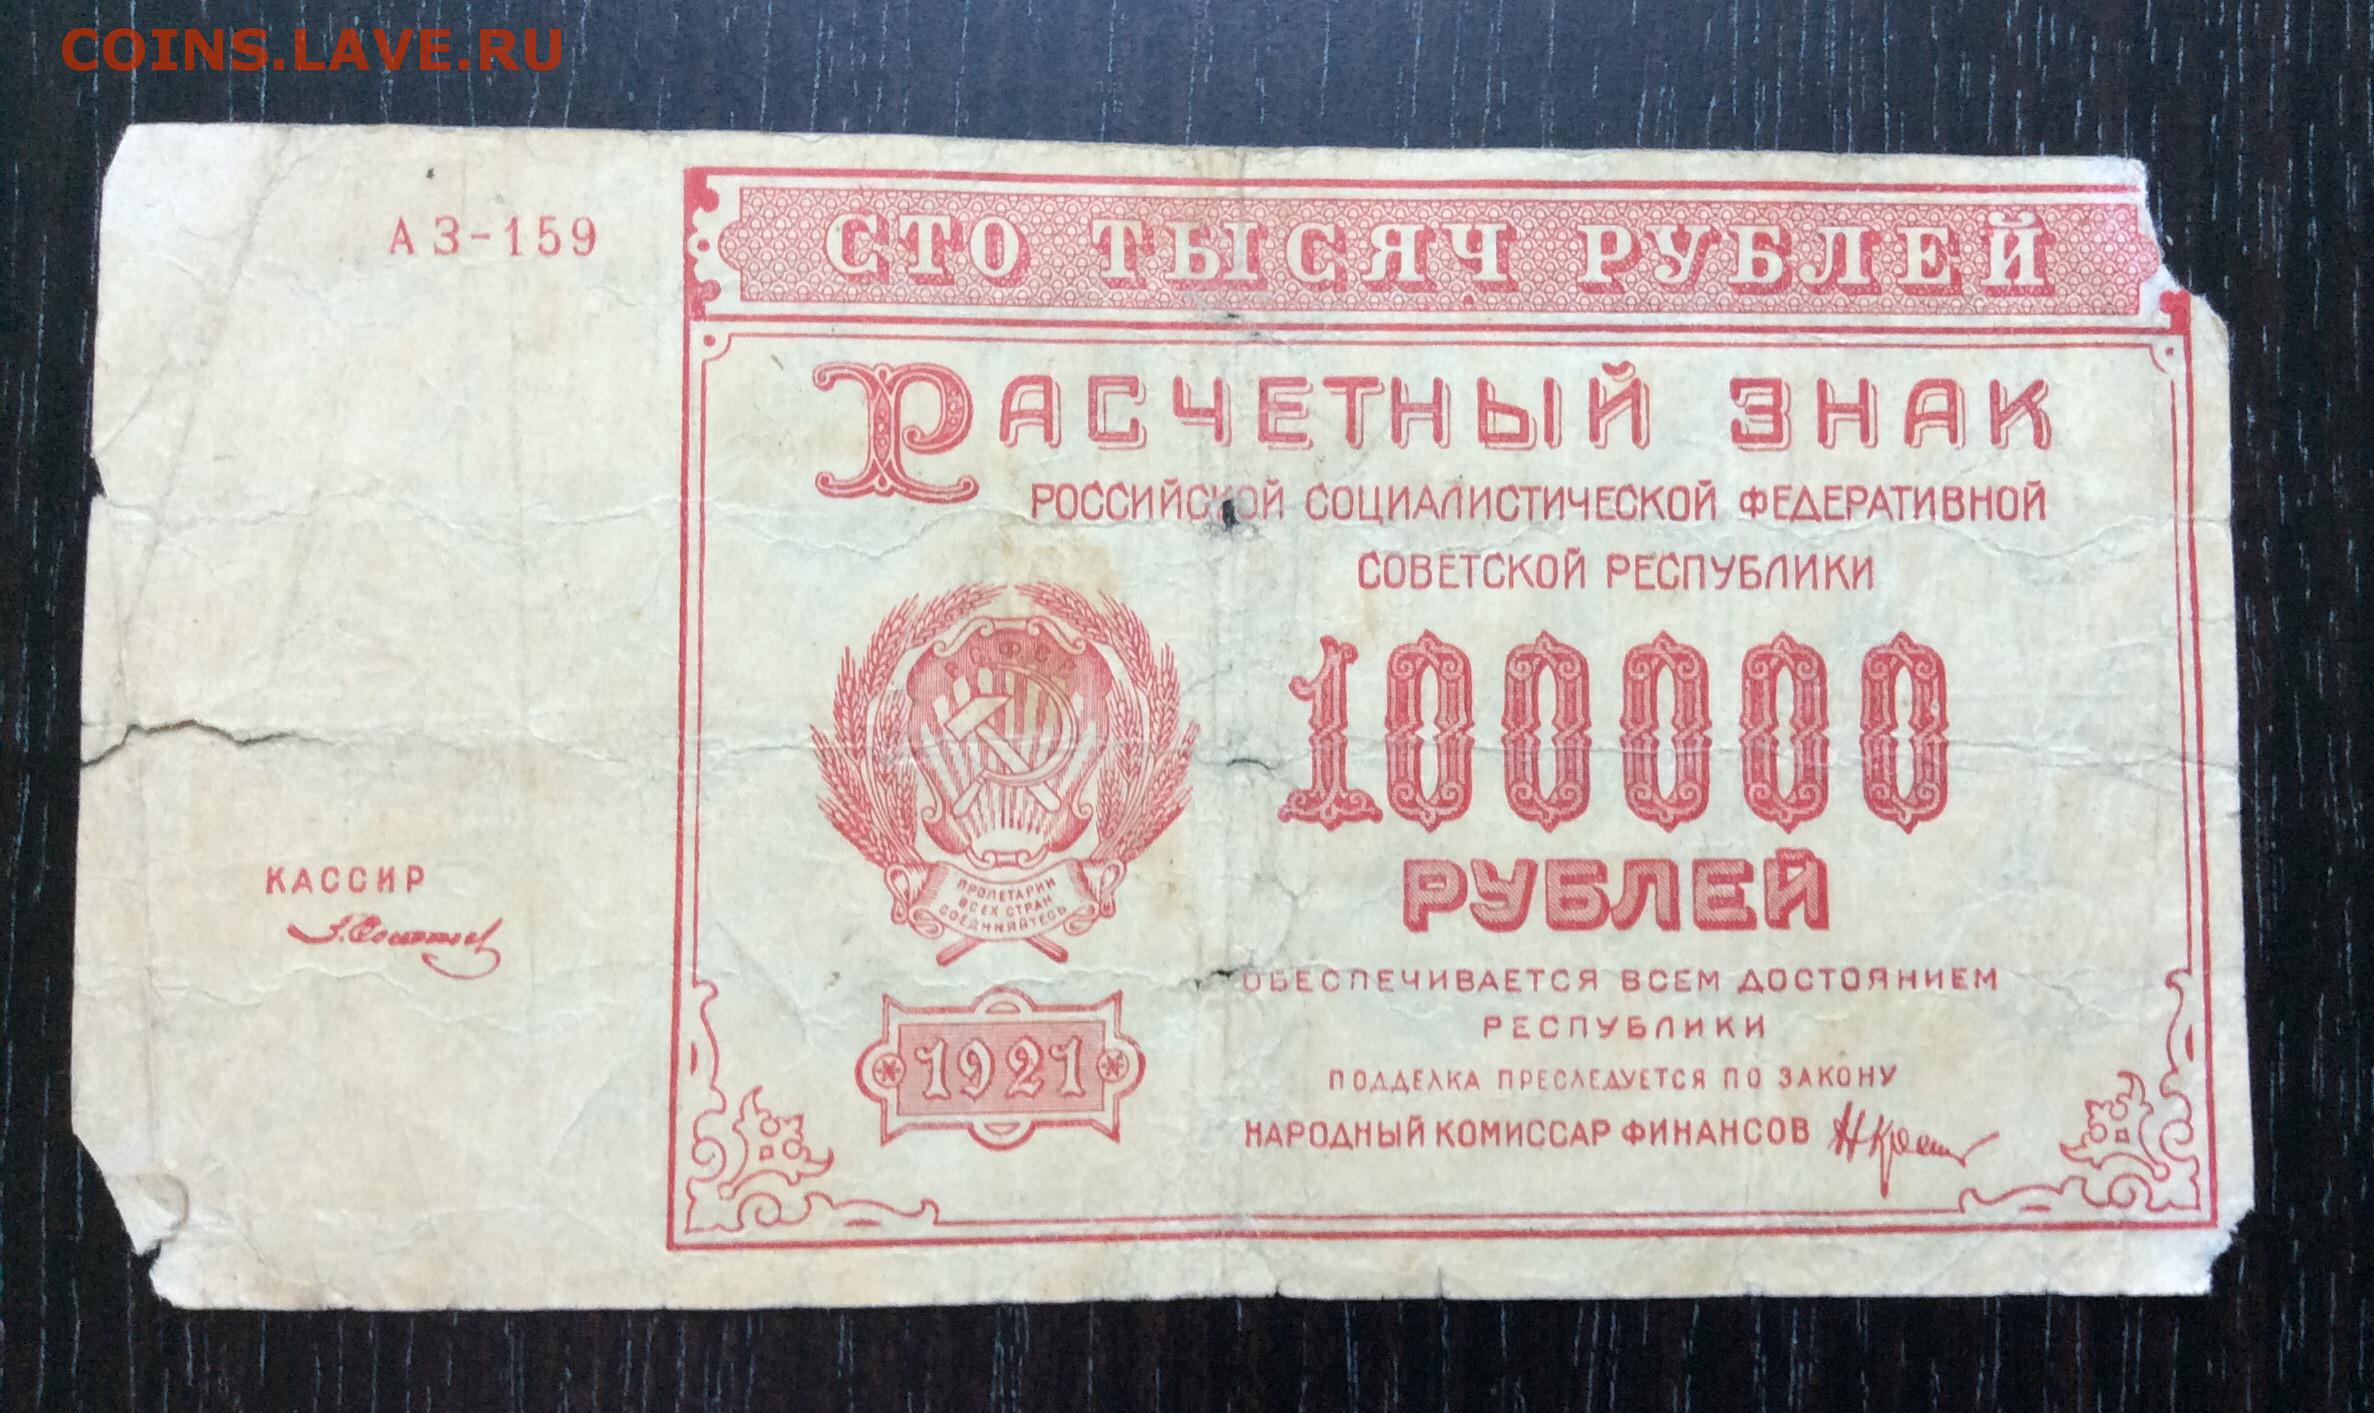 COINS.LAVE.RU
АЗ-159
СТО ТЫСЯЧ РУБЛЕЙ
РАСЧЕТНЫЙ ЗНАК
РОССИЙСКОЙ СОЦИАЛИСТИЧЕСКОЙ ФЕДЕРАТИВНОЙ
СОВЕТСКОЙ РЕСПУБЛИКИ
РСФСР
100000
РУБЛЕЙ
ПРОЛЕТАРИИ
ВСЕХ СТРАН
СОЕДИНЯЙТЕСЬ
КАССИР
1921
ОБЕСПЕЧИВАЕТСЯ ВСЕМ ДОСТОЯНИЕМ
РЕСПУБЛИКИ
ПОДДЕЛКА ПРЕСЛЕДУЕТСЯ ПО ЗАКОНУ
НАРОДНЫЙ КОМИССАР ФИНАНСОВ